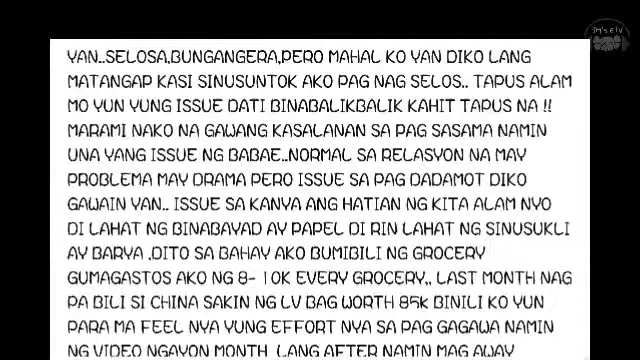 3M's elv
YAN..SELOSA,BUNGANGERA,PERO MAHAL KO YAN DIKO LANG
MATANGAP KASI SINUSUNTOK AKO PAG NAG SELOS.. TAPUS ALAM
MO YUN YUNG ISSUE DATI BINABALIKBALIK KAHIT TAPUS NA !!
MARAMI NAKO NA GAWANG KASALANAN SA PAG SASAMA NAMIN
UNA YANG ISSUE NG BABAE..NORMAL SA RELASYON NA MAY
PROBLEMA MAY DRAMA PERO ISSUE SA PAG DADAMOT DIKO
GAWAIN YAN.. ISSUE SA KANYA ANG HATIAN NG KITA ALAM NYO
DI LAHAT NG BINABAYAD AY PAPEL DI RIN LAHAT NG SINUSUKLI
AY BARYA .DITO SA BAHAY AKO BUMIBILI NG GROCERY
GUMAGASTOS AKO NG 8-10K EVERY GROCERY,, LAST MONTH NAG
PA BILI SI CHINA SAKIN NG LV BAG WORTH 85k BINILI KO YUN
PARA MA FEEL NYA YUNG EFFORT NYA SA PAG GAGAWA NAMIN
NG VIDEO NGAYON MONTH LANG AFTER NAMIN MAG AWAY